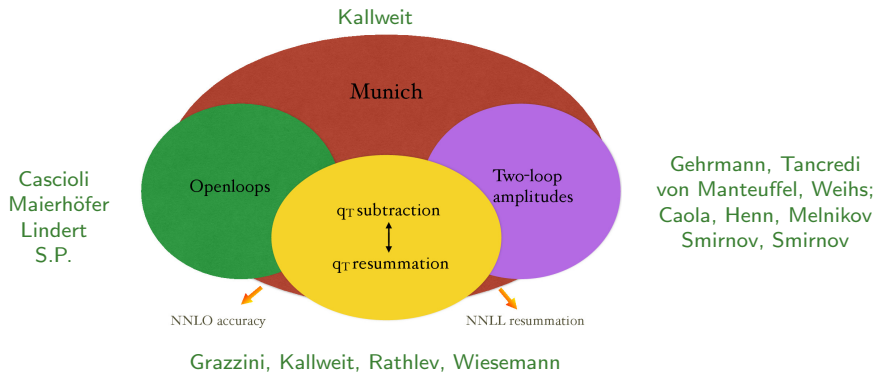 Kallweit
Munich
Cascioli
Maierhöfer
Lindert
S.P.
Openloops
Two-loop
amplitudes
Gehrmann, Tancredi
von Manteuffel, Weihs;
Caola, Henn, Melnikov
Smirnov, Smirnov
qT subtraction
qT resummation
NNLO accuracy
NNLL resummation
Grazzini, Kallweit, Rathlev, Wiesemann